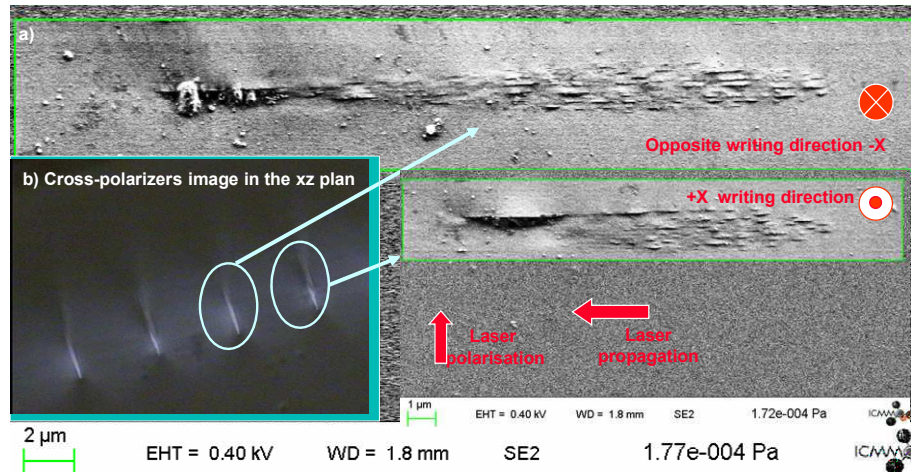 a)
Opposite writing direction -X
b) Cross-polarizers image in the xz plan
+X writing direction
Laser
polarisation
Laser
propagation
1 µm
EHT = 0.40 kV
WD = 1.8 mm
SE2
1.72e-004 Pa
ICMMO
2 µm
EHT = 0.40 kV
WD = 1.8 mm
SE2
1.77e-004 Pa